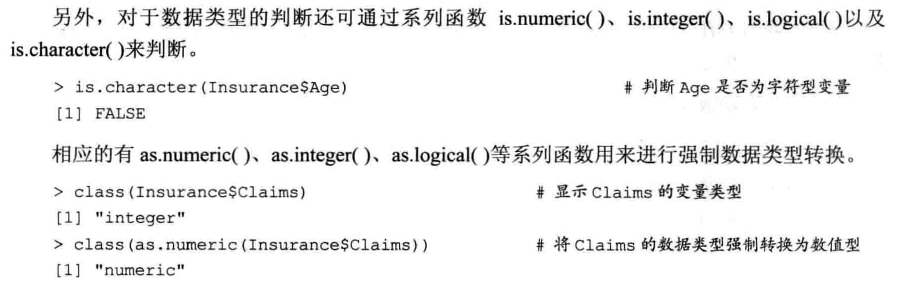 另外，对于数据类型的判断还可通过系列函数 is.numeric( )、is.integer( )、is.logical( )以及
is.character( )来判断。
> is.character(Insurance$Age) # 判断 Age 是否为字符型变量
[1] FALSE
相应的有 as.numeric( )、as.integer( )、as.logical( )等系列函数用来进行强制数据类型转换。
> class(Insurance$Claims) # 显示 Claims 的变量类型
[1] "integer"
> class(as.numeric(Insurance$Claims)) # 将 Claims 的数据类型强制转换为数值型
[1] "numeric"